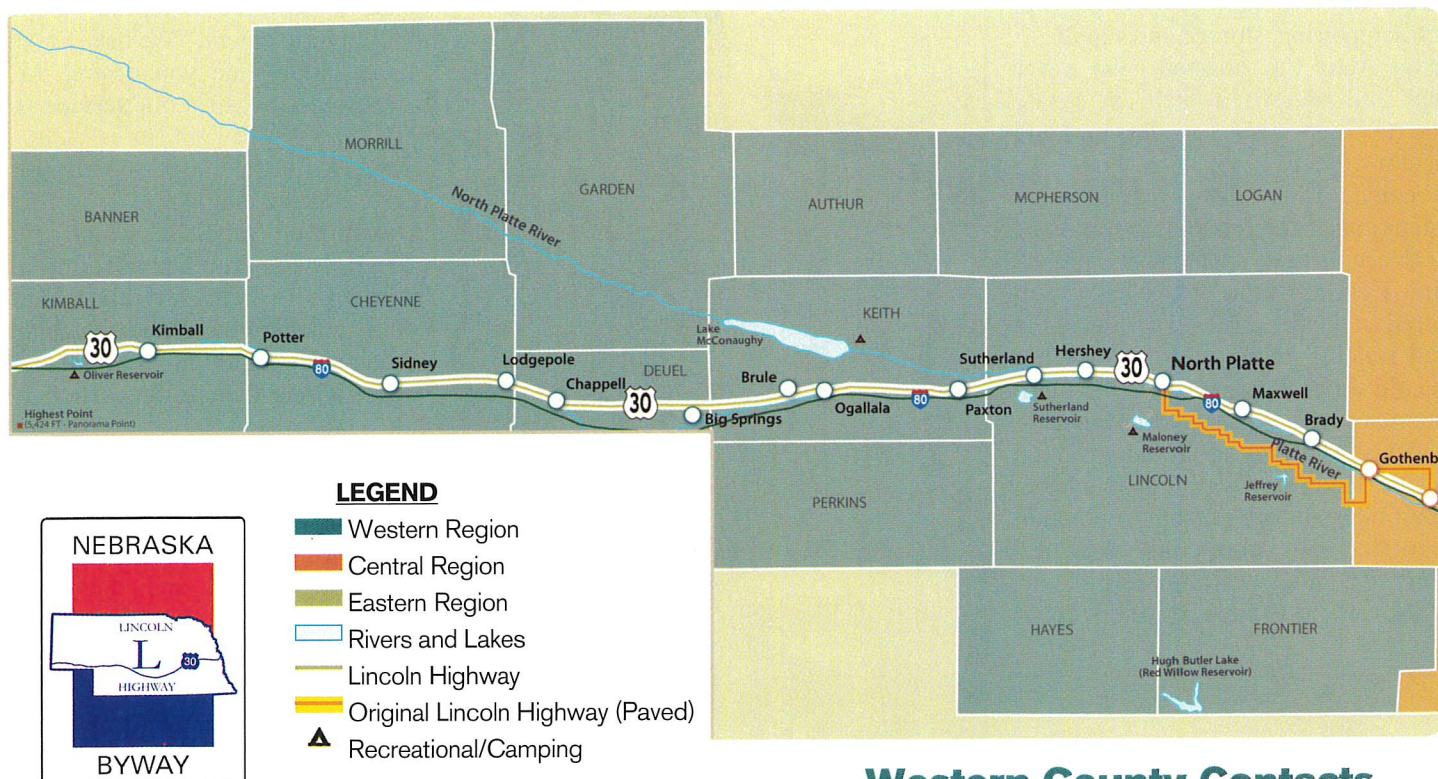 MORRILL
GARDEN
BANNER
North Platte River
AUTHUR
MCPHERSON
LOGAN
KIMBALL
CHEYENNE
KEITH
Lake
McConaughy
30
Kimball
Potter
80
Sidney
Lodgepole
Chappell
DEUEL
30
Big Springs
Brule
Ogallala
80
Paxton
Sutherland
Hershey
30
North Platte
80
Maxwell
Brady
Gothenb
Oliver Reservoir
Highest Point
(5,424 FT - Panorama Point)
Sutherland
Reservoir
Maloney
Reservoir
Platte River
Jeffrey
Reservoir
LINCOLN
PERKINS
HAYES
FRONTIER
Hugh Butler Lake
(Red Willow Reservoir)
LEGEND
Western Region
Central Region
Eastern Region
Rivers and Lakes
Lincoln Highway
Original Lincoln Highway (Paved)
Recreational/Camping
NEBRASKA
LINCOLN
L
30
HIGHWAY
BYWAY
Western County Contacts